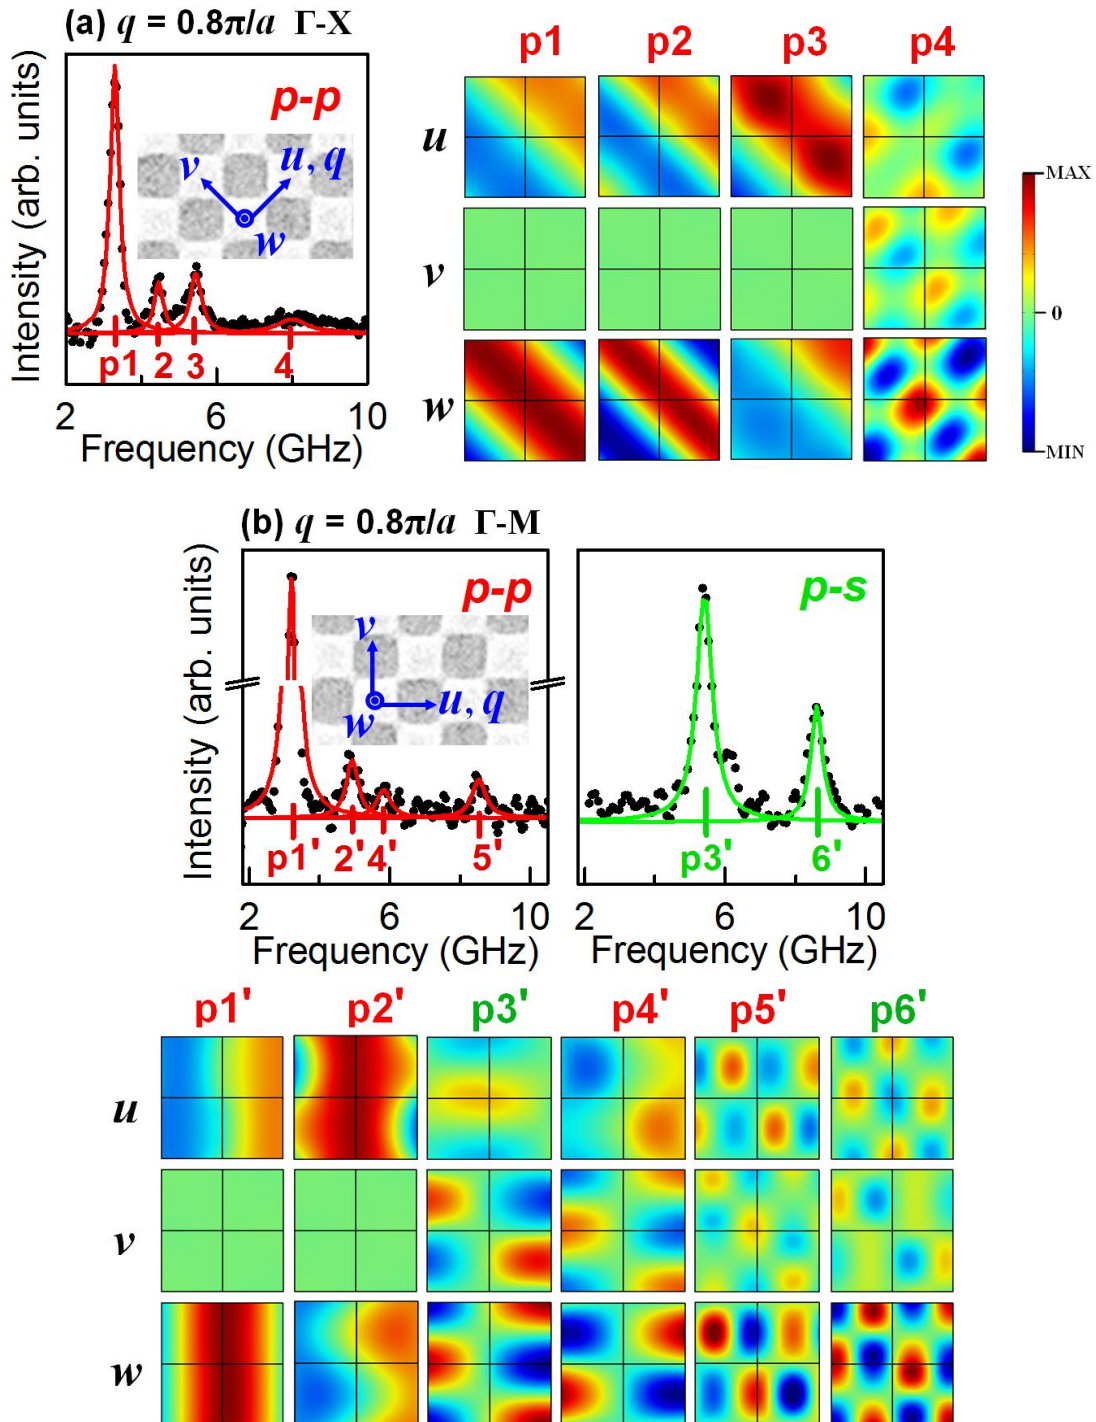 (a) q = 0.8π/a Γ-X
p1 p2 p3 p4
Intensity (arb. units)
p-p
v
u, q
w
p1 2 3 4
2 6 10
Frequency (GHz)
u
v
w
MAX
0
MIN
(b) q = 0.8π/a Γ-M
Intensity (arb. units)
p-p
v
u, q
w
p1' 2' 4' 5'
2 6 10
Frequency (GHz)
p-s
p3' 6'
2 6 10
Frequency (GHz)
p1' p2' p3' p4' p5' p6'
u
v
w